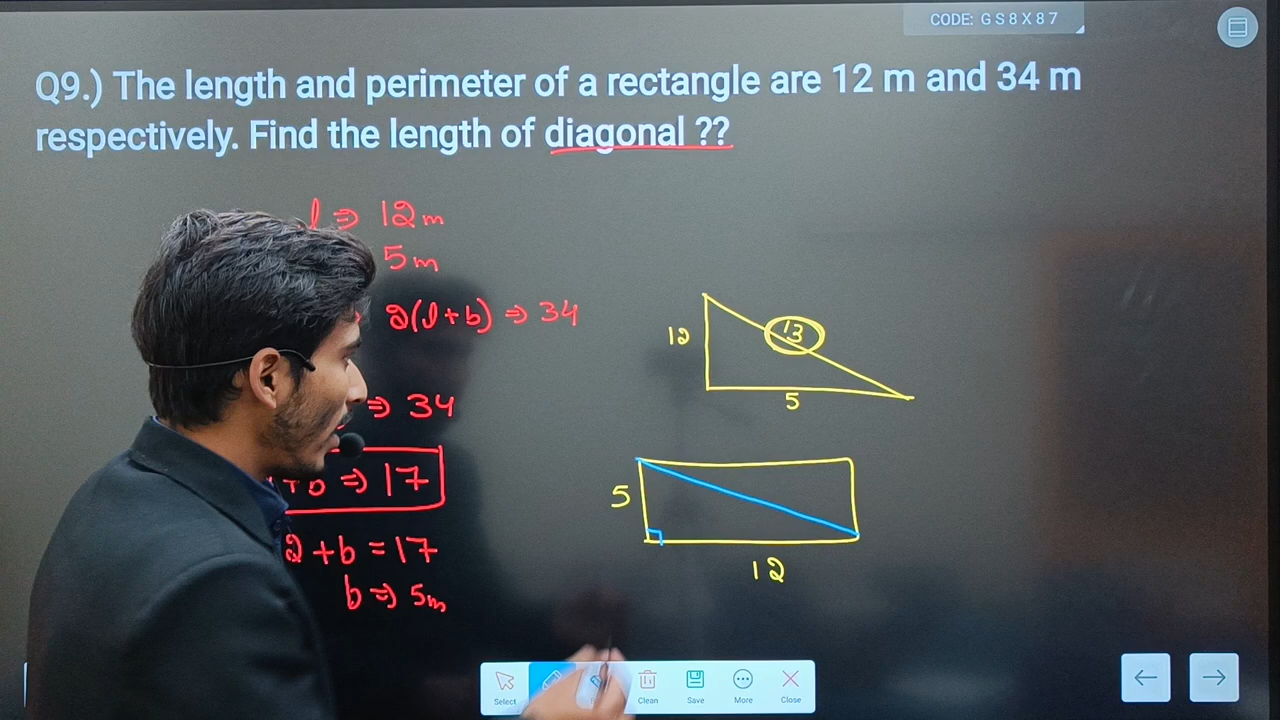 CODE: G S 8 X 8 7
Q9.) The length and perimeter of a rectangle are 12 m and 34 m
respectively. Find the length of diagonal ??
l ⇒ 12m
5m
2(l+b) ⇒ 34
⇒ 34
+b ⇒ 17
2 + b = 17
b ⇒ 5m
12
13
5
5
12
Select
Clean
Save
More
Close